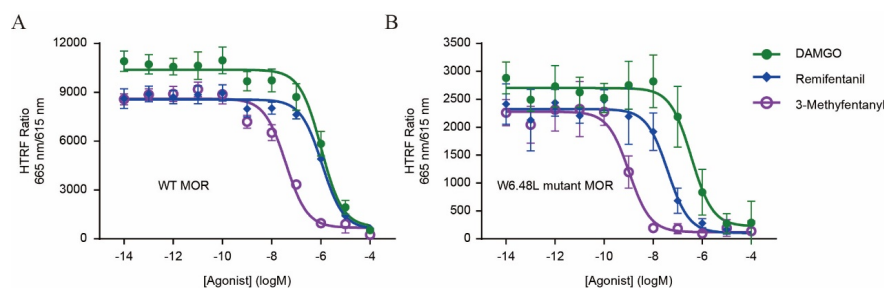 A
12000
9000
6000
3000
0
HTRF Ratio
665 nm/615 nm
WT MOR
-14
-12
-10
-8
-6
-4
[Agonist] (logM)
B
3500
3000
2500
2000
1500
1000
500
0
HTRF Ratio
665 nm/615 nm
W6.48L mutant MOR
-14
-12
-10
-8
-6
-4
[Agonist] (logM)
DAMGO
Remifentanil
3-Methyfentanyl